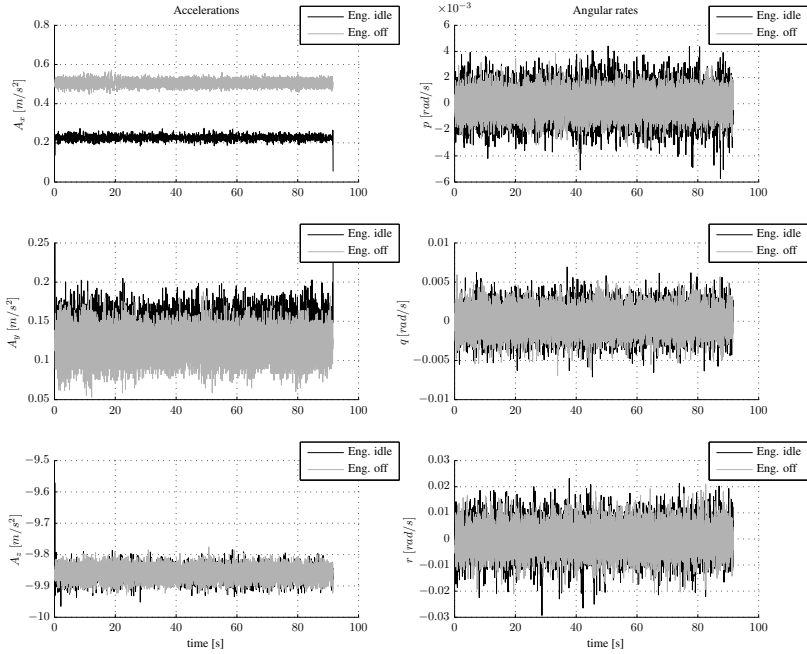 Accelerations
Eng. idle
Eng. off
0.8
0.6
0.4
0.2
0
A_x [m/s²]
0 20 40 60 80 100
×10⁻³
Angular rates
Eng. idle
Eng. off
6
4
2
0
−2
−4
−6
p [rad/s]
0 20 40 60 80 100
Eng. idle
Eng. off
0.25
0.2
0.15
0.1
0.05
A_y [m/s²]
0 20 40 60 80 100
Eng. idle
Eng. off
0.01
0.005
0
−0.005
−0.01
q [rad/s]
0 20 40 60 80 100
Eng. idle
Eng. off
−9.5
−9.6
−9.7
−9.8
−9.9
−10
A_z [m/s²]
0 20 40 60 80 100
time [s]
Eng. idle
Eng. off
0.03
0.02
0.01
0
−0.01
−0.02
−0.03
r [rad/s]
0 20 40 60 80 100
time [s]